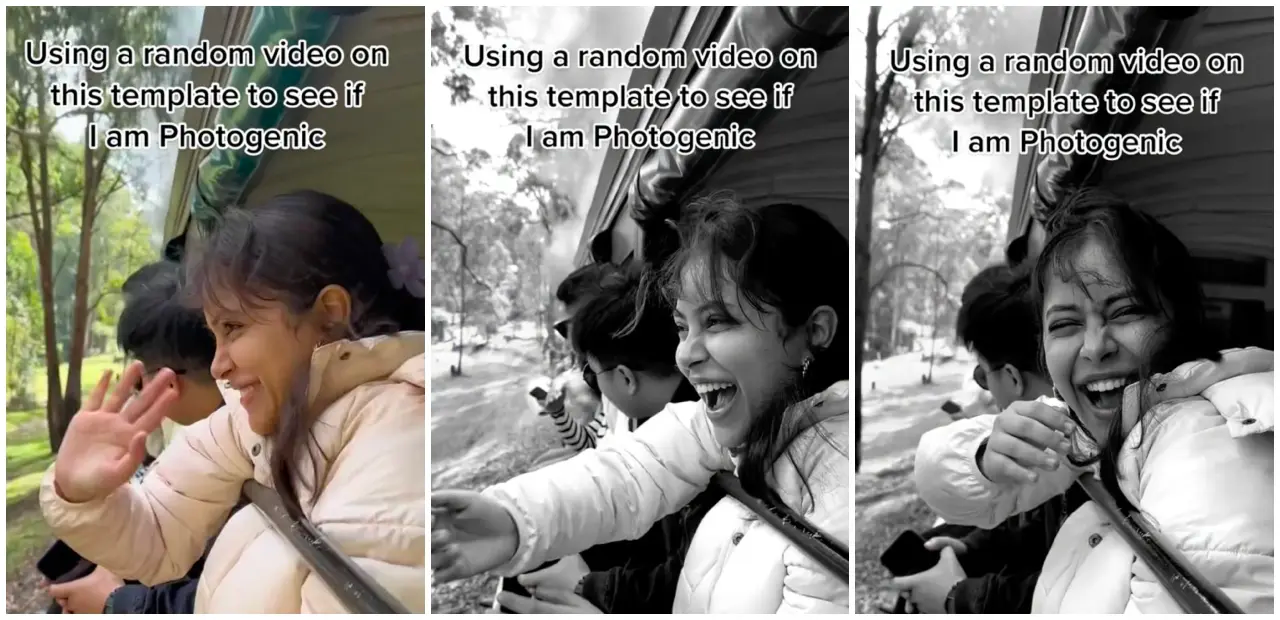 Using a random video on
this template to see if
I am Photogenic
Using a random video on
this template to see if
I am Photogenic
Using a random video on
this template to see if
I am Photogenic